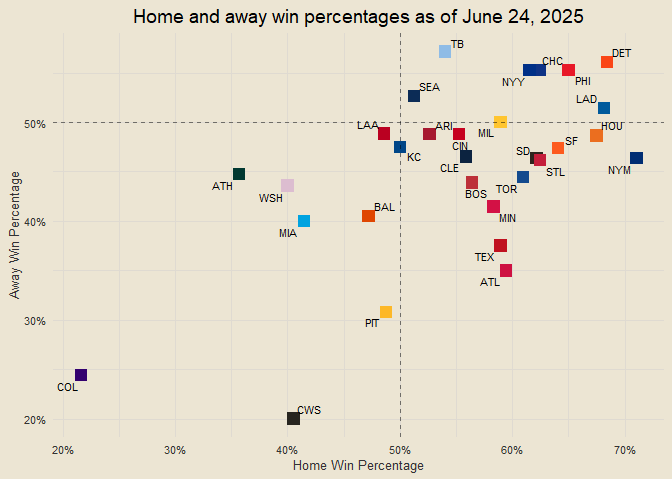 Home and away win percentages as of June 24, 2025
TB
DET
CHC
NYY
PHI
SEA
LAD
50%
LAA
ARI
MIL
HOU
CIN
SF
KC
SD
CLE
STL
NYM
ATH
TOR
WSH
BOS
BAL
MIN
40%
MIA
TEX
ATL
30%
PIT
COL
CWS
20%
20%
30%
40%
50%
60%
70%
Home Win Percentage
Away Win Percentage